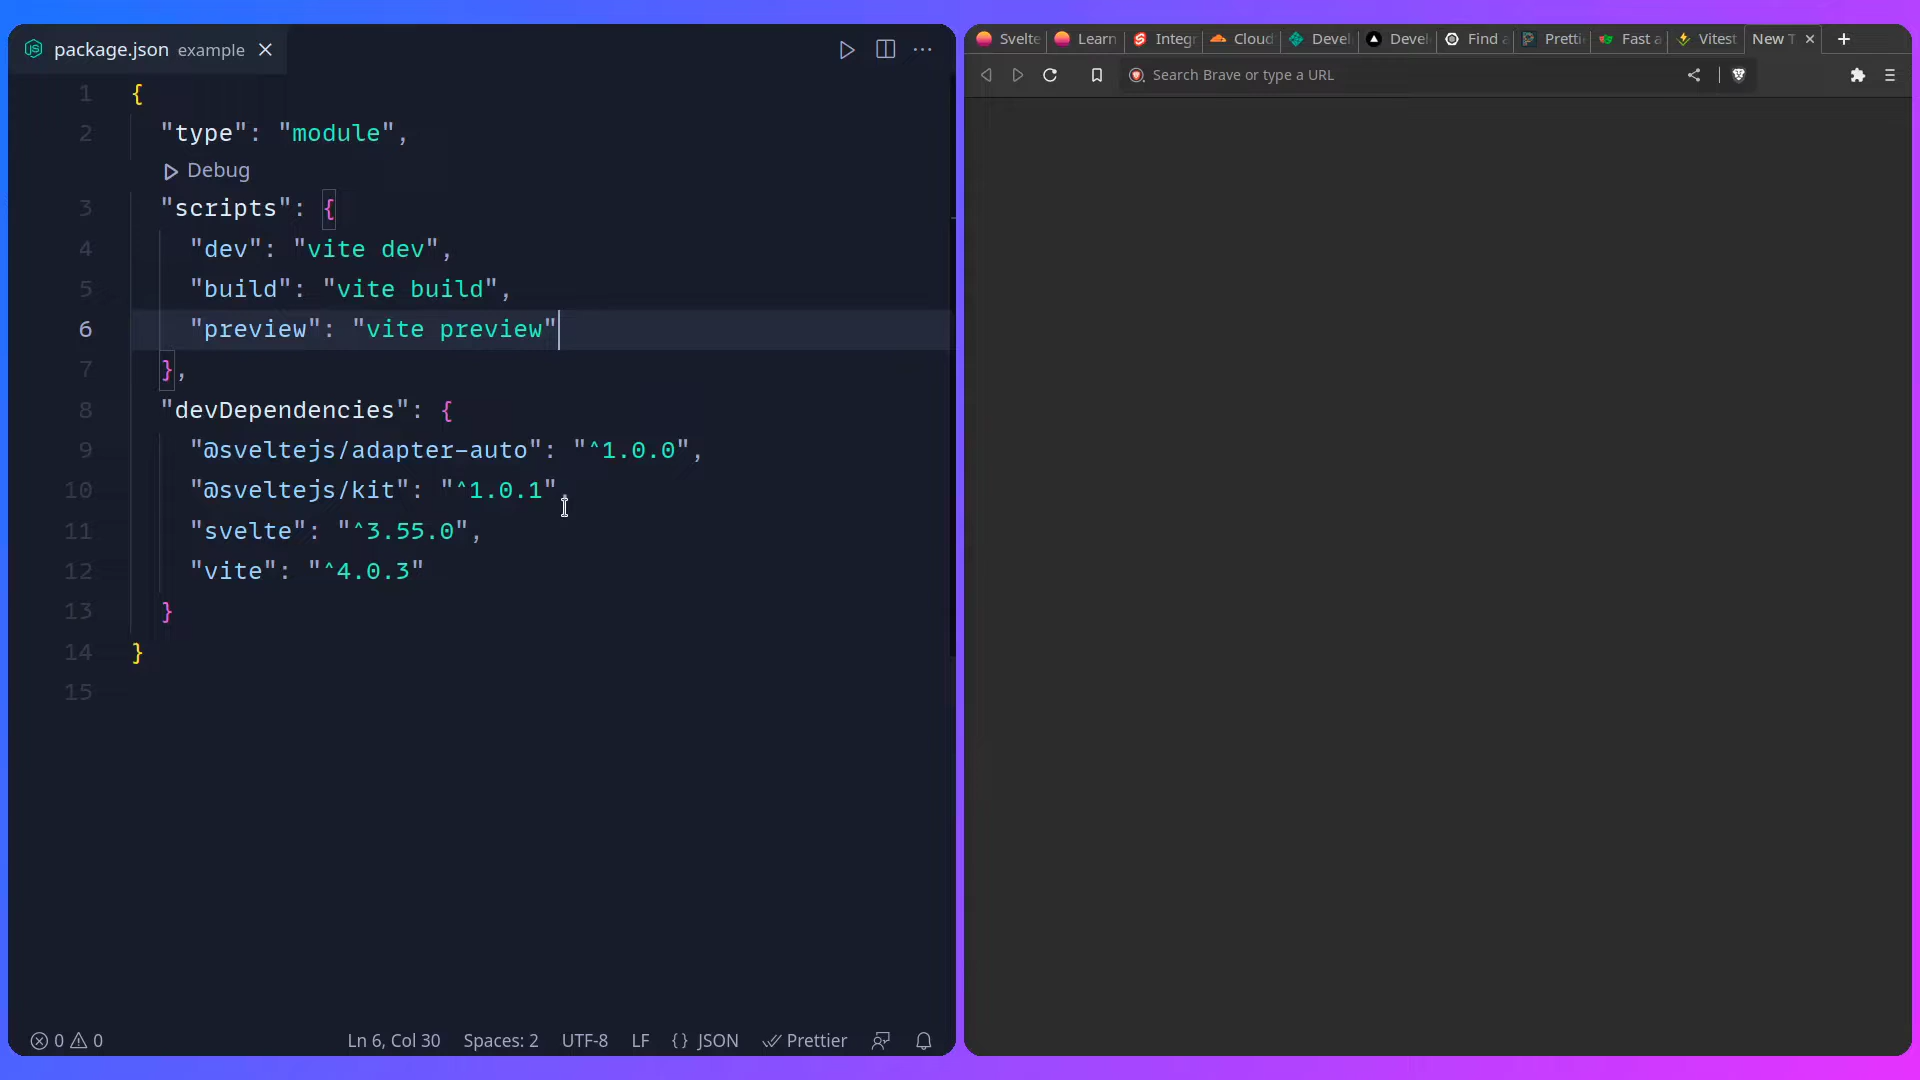 package.json example
1 {
2 "type": "module",
Debug
3 "scripts": {
4 "dev": "vite dev",
5 "build": "vite build",
6 "preview": "vite preview"
7 },
8 "devDependencies": {
9 "@sveltejs/adapter-auto": "^1.0.0",
10 "@sveltejs/kit": "^1.0.1",
11 "svelte": "^3.55.0",
12 "vite": "^4.0.3"
13 }
14 }
15
0 0 Ln 6, Col 30 Spaces: 2 UTF-8 LF {} JSON Prettier
Svelte Learn Integr Cloud Devel Devel Find a Pretti Fast a Vitest New T
Search Brave or type a URL